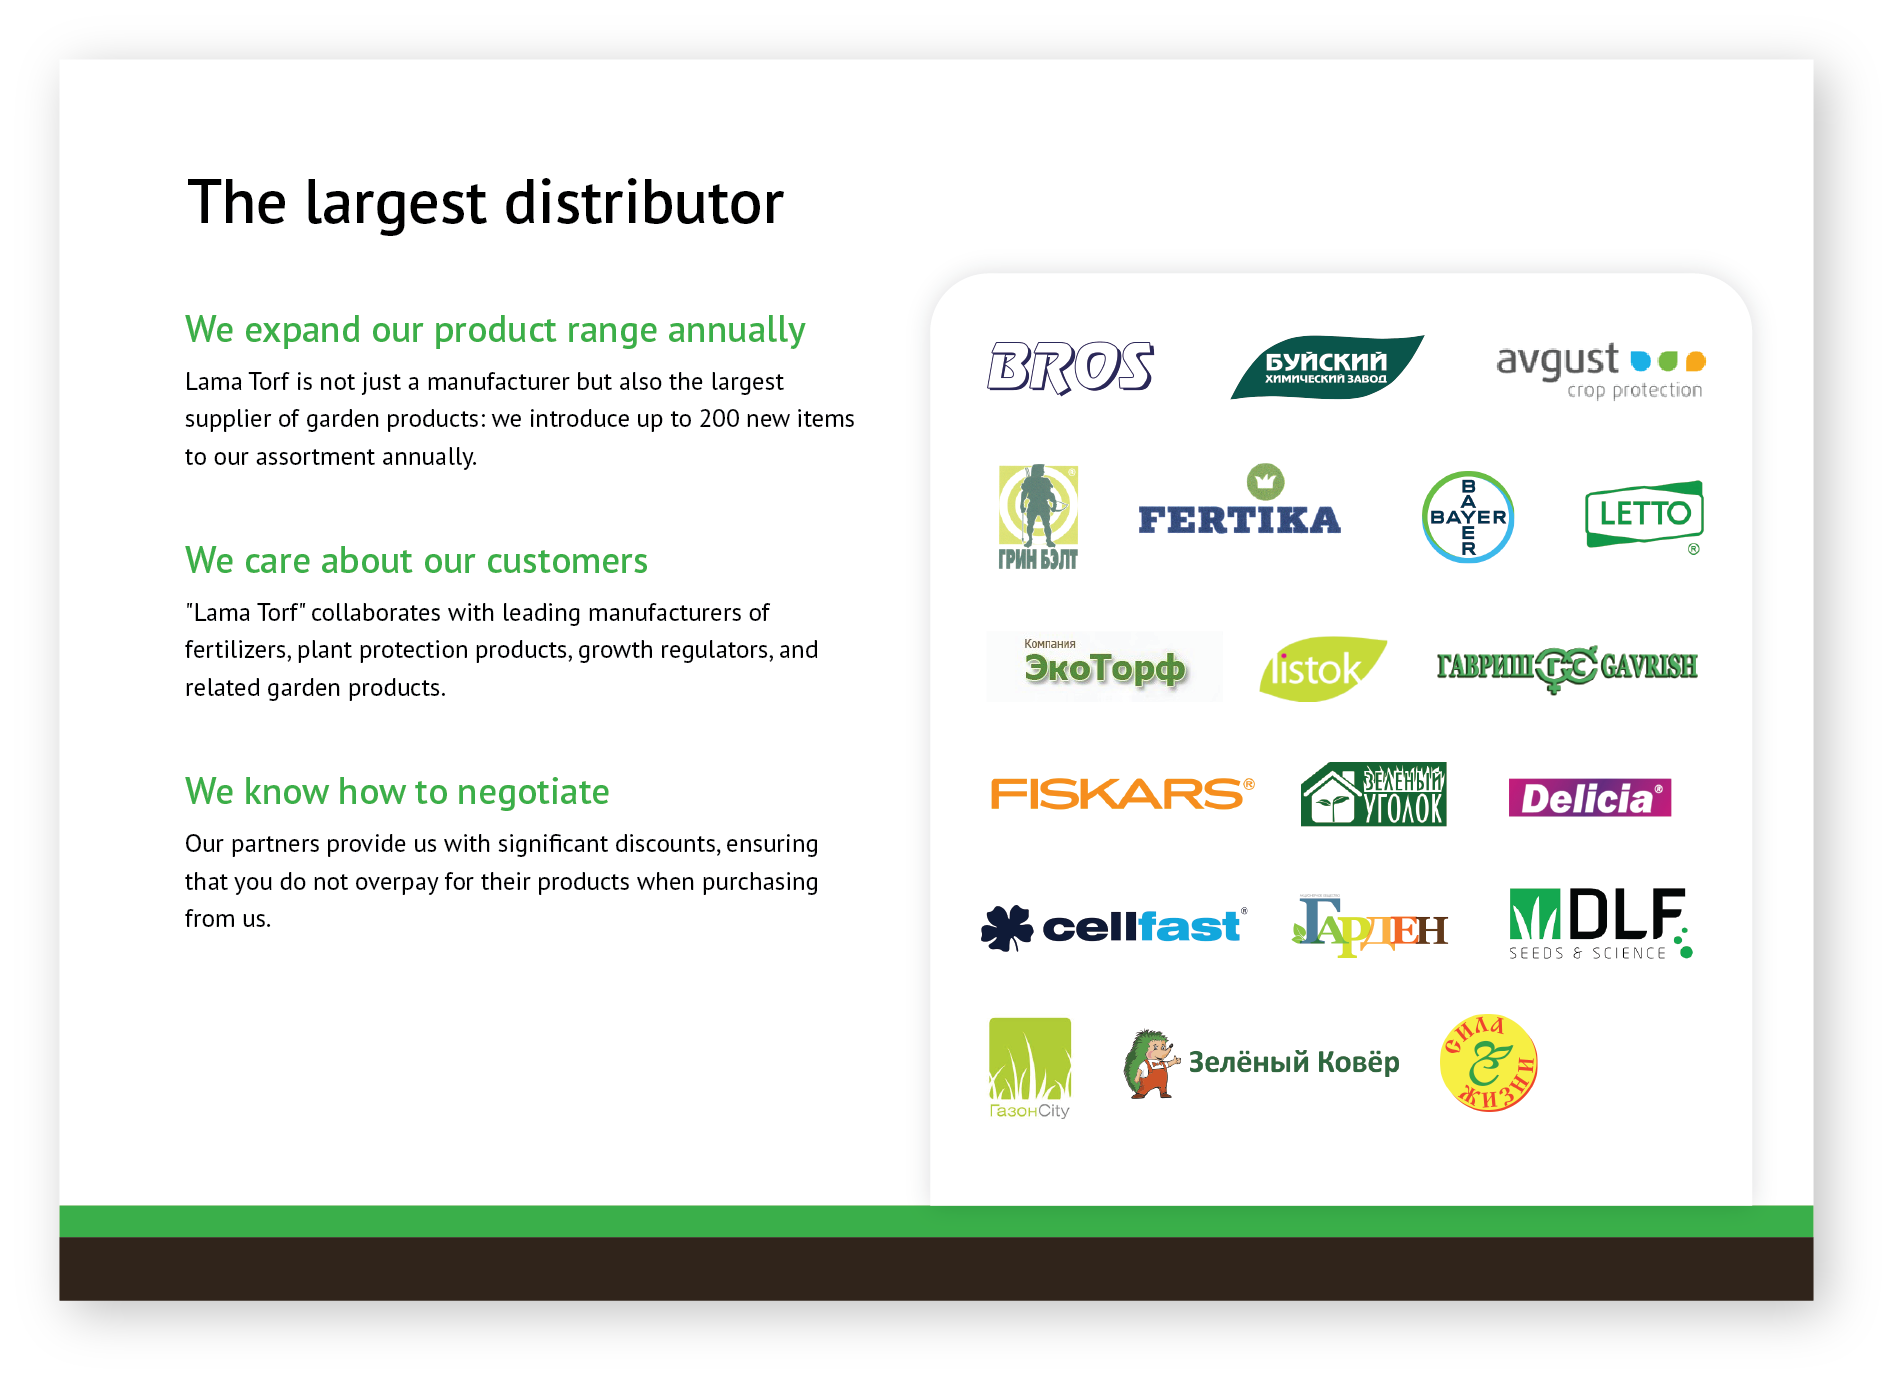 The largest distributor
We expand our product range annually
Lama Torf is not just a manufacturer but also the largest
supplier of garden products: we introduce up to 200 new items
to our assortment annually.
We care about our customers
"Lama Torf" collaborates with leading manufacturers of
fertilizers, plant protection products, growth regulators, and
related garden products.
We know how to negotiate
Our partners provide us with significant discounts, ensuring
that you do not overpay for their products when purchasing
from us.
BROS
БУЙСКИЙ
ХИМИЧЕСКИЙ ЗАВОД
avgust
crop protection
ГРИН БЭЛТ
FERTIKA
BAYER
BAYER
LETTO
®
Компания
ЭкоТорф
listok
ГАВРИШ ГС GAVRISH
FISKARS®
ЗЕЛЕНЫЙ
УГОЛОК
Delicia®
cellfast®
ГАРДЕН
DLF
SEEDS & SCIENCE
ГазонCity
Зелёный Ковёр
СИЛА
ЖИЗНИ